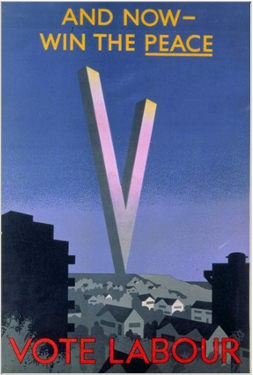 AND NOW–
WIN THE PEACE
VOTE LABOUR